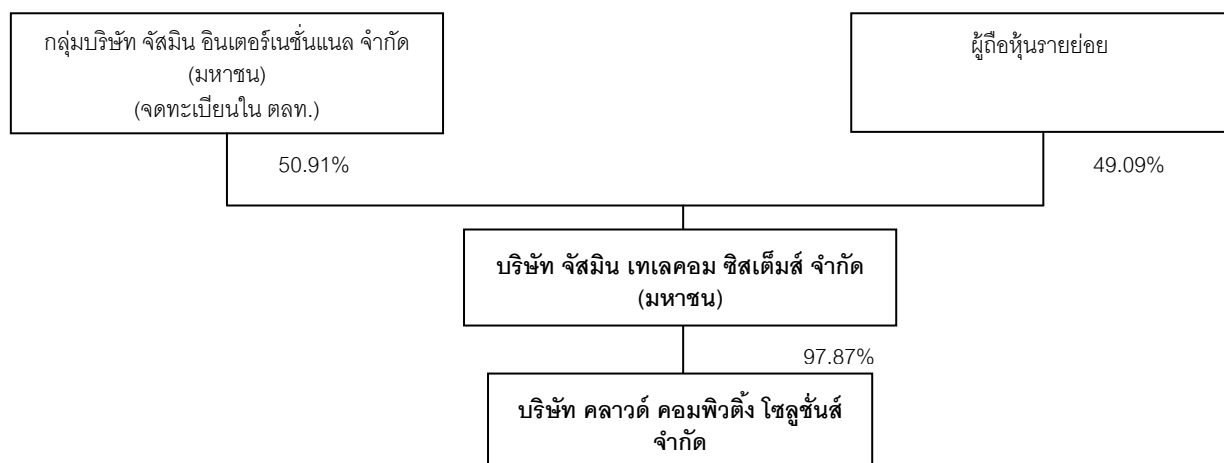 กลุ่มบริษัท จัสมิน อินเตอร์เนชั่นแนล จำกัด
(มหาชน)
(จดทะเบียนใน ตลท.)
ผู้ถือหุ้นรายย่อย
50.91%
49.09%
บริษัท จัสมิน เทเลคอม ซิสเต็มส์ จำกัด
(มหาชน)
97.87%
บริษัท คลาวด์ คอมพิวติ้ง โซลูชั่นส์
จำกัด